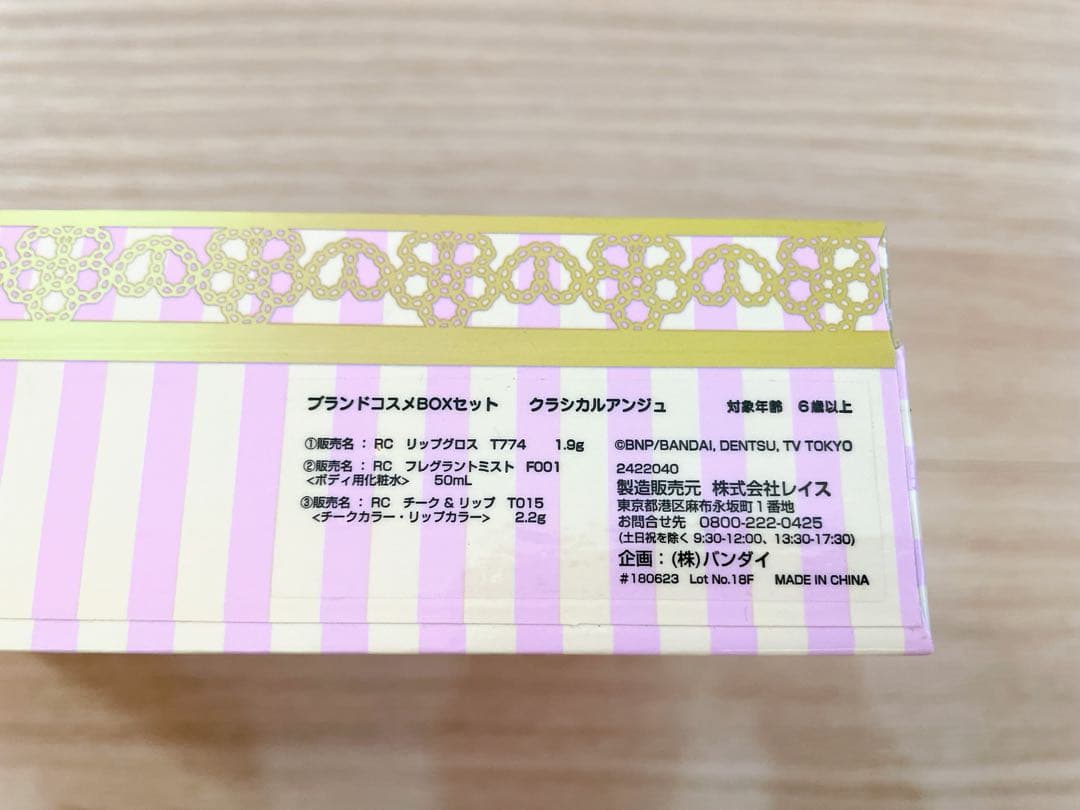 ブランドコスメBOXセット　クラシカルアンジュ　対象年齢　6歳以上
①販売名：RC　リップグロス　T774　1.9g
②販売名：RC　フレグラントミスト　F001
<ボディ用化粧水>　50mL
③販売名：RC　チーク＆リップ　T015
<チークカラー・リップカラー>　2.2g
©BNP/BANDAI, DENTSU, TV TOKYO
2422040
製造販売元　株式会社レイス
東京都港区麻布永坂町1番地
お問合せ先　0800-222-0425
(土日祝を除く 9:30-12:00、13:30-17:30)
企画：(株)バンダイ
#180623　Lot No.18F　MADE IN CHINA